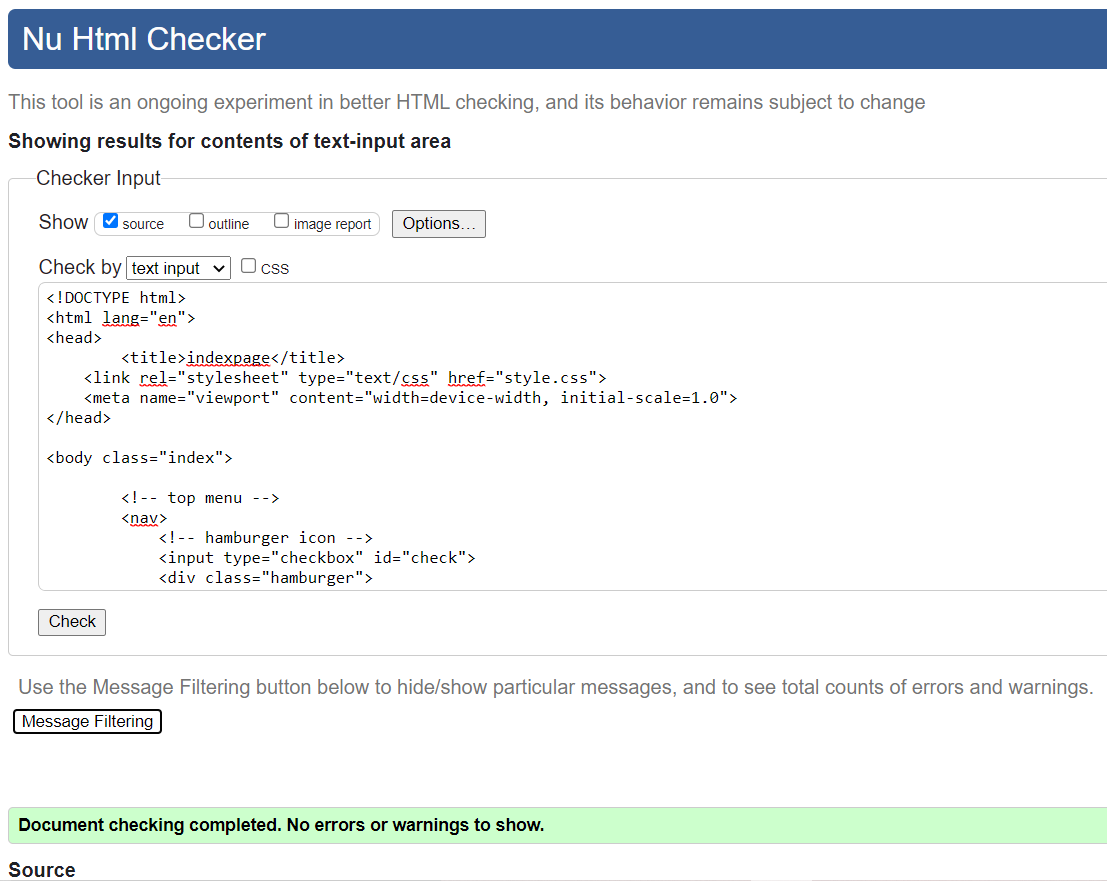 Nu Html Checker
This tool is an ongoing experiment in better HTML checking, and its behavior remains subject to change
Showing results for contents of text-input area
Checker Input
Show source outline image report Options...
Check by text input CSS
<!DOCTYPE html>
<html lang="en">
<head>
<title>indexpage</title>
<link rel="stylesheet" type="text/css" href="style.css">
<meta name="viewport" content="width=device-width, initial-scale=1.0">
</head>
<body class="index">
<!-- top menu -->
<nav>
<!-- hamburger icon -->
<input type="checkbox" id="check">
<div class="hamburger">
Check
Use the Message Filtering button below to hide/show particular messages, and to see total counts of errors and warnings.
Message Filtering
Document checking completed. No errors or warnings to show.
Source